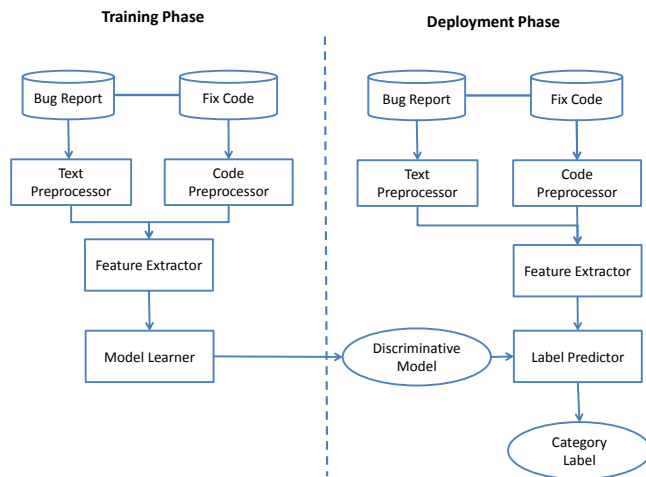 Training Phase
Bug Report
Fix Code
Text
Preprocessor
Code
Preprocessor
Feature Extractor
Model Learner
Deployment Phase
Bug Report
Fix Code
Text
Preprocessor
Code
Preprocessor
Feature Extractor
Discriminative
Model
Label Predictor
Category
Label